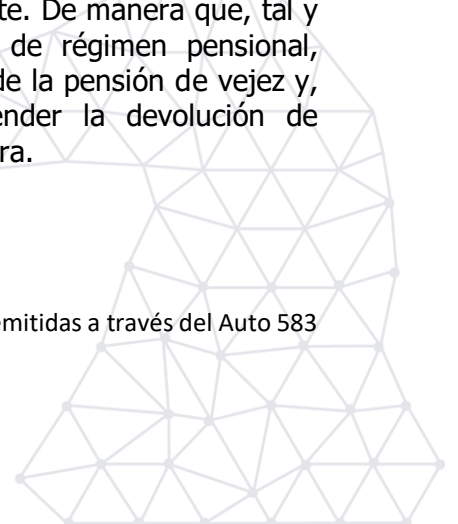 te. De manera que, tal y
de régimen pensional,
de la pensión de vejez y,
ender la devolución de
ra.
emitidas a través del Auto 583